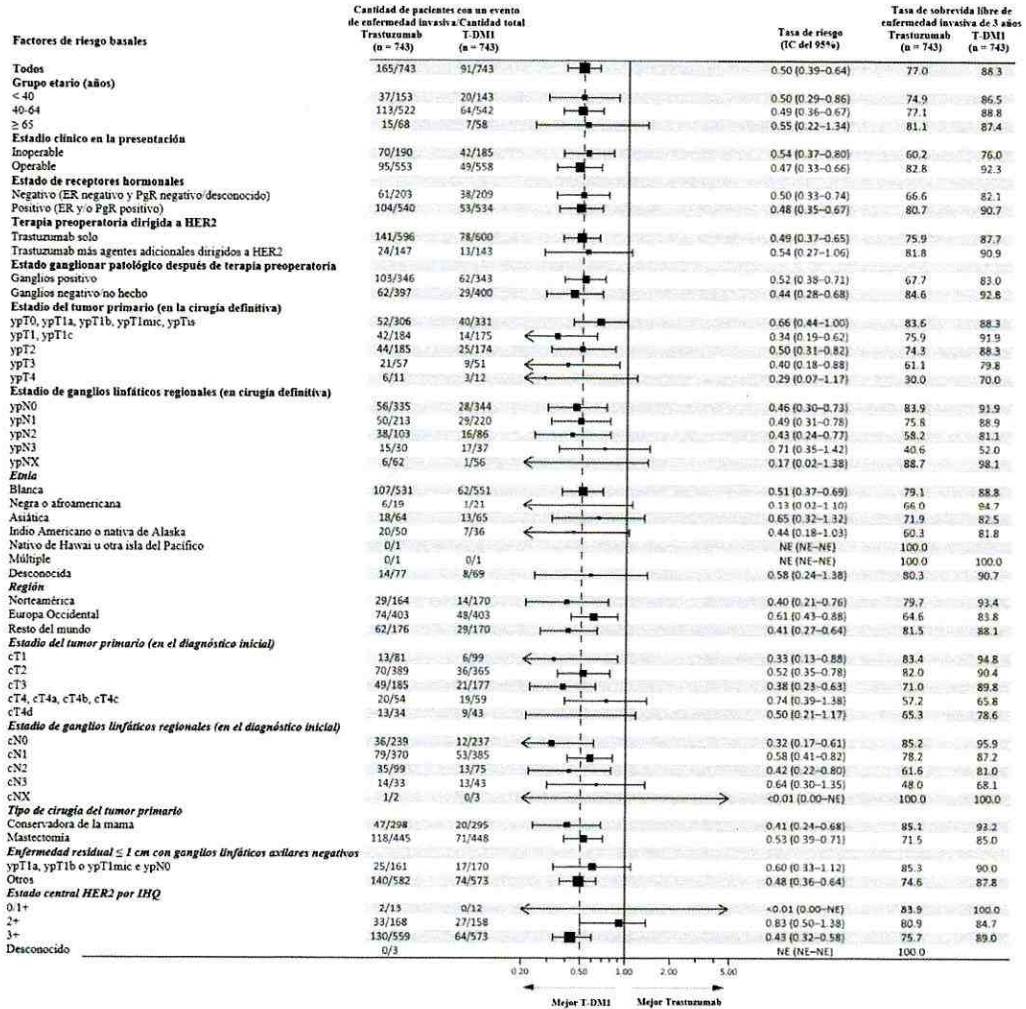 Cantidad de pacientes con un evento de enfermedad invasiva/Cantidad total
Tasa de sobrevida libre de enfermedad invasiva de 3 años
Factores de riesgo basales Trastuzumab (n = 743) T-DM1 (n = 743) Tasa de riesgo (IC del 95%) Trastuzumab (n = 743) T-DM1 (n = 743)
Todos 165/743 91/743 0.50 (0.39–0.64) 77.0 88.3
Grupo etario (años)
< 40 37/153 20/143 0.50 (0.29–0.86) 74.9 86.5
40-64 113/522 64/542 0.49 (0.36–0.67) 77.1 88.8
≥ 65 15/68 7/58 0.55 (0.22–1.34) 81.1 87.4
Estadio clínico en la presentación
Inoperable 70/190 42/185 0.54 (0.37–0.80) 60.2 76.0
Operable 95/553 49/558 0.47 (0.33–0.66) 82.8 92.3
Estado de receptores hormonales
Negativo (ER negativo y PgR negativo/desconocido) 61/203 38/209 0.50 (0.33–0.74) 66.6 82.1
Positivo (ER y/o PgR positivo) 104/540 53/534 0.48 (0.35–0.67) 80.7 90.7
Terapia preoperatoria dirigida a HER2
Trastuzumab solo 141/596 78/600 0.49 (0.37–0.65) 75.9 87.7
Trastuzumab más agentes adicionales dirigidos a HER2 24/147 13/143 0.54 (0.27–1.06) 81.8 90.9
Estado ganglionar patológico después de terapia preoperatoria
Ganglios positivo 103/346 62/343 0.52 (0.38–0.71) 67.7 83.0
Ganglios negativo/no hecho 62/397 29/400 0.44 (0.28–0.68) 84.6 92.8
Estadio del tumor primario (en la cirugía definitiva)
ypT0, ypT1a, ypT1b, ypT1mic, ypTis 52/306 40/331 0.66 (0.44–1.00) 83.6 88.3
ypT1, ypT1c 42/184 14/175 0.34 (0.19–0.62) 75.9 91.9
ypT2 44/185 25/174 0.50 (0.31–0.82) 74.3 88.3
ypT3 21/57 9/51 0.40 (0.18–0.88) 61.1 79.8
ypT4 6/11 3/12 0.29 (0.07–1.17) 30.0 70.0
Estadio de ganglios linfáticos regionales (en cirugía definitiva)
ypN0 56/335 28/344 0.46 (0.30–0.73) 83.9 91.9
ypN1 50/213 29/220 0.49 (0.31–0.78) 75.8 88.9
ypN2 38/103 16/86 0.43 (0.24–0.77) 58.2 81.1
ypN3 15/30 17/37 0.71 (0.35–1.42) 40.6 52.0
ypNX 6/62 1/56 0.17 (0.02–1.38) 88.7 98.1
Etnia
Blanca 107/531 62/551 0.51 (0.37–0.69) 79.1 88.8
Negra o afroamericana 6/19 1/21 0.13 (0.02–1.10) 66.0 94.7
Asiática 18/64 13/65 0.65 (0.32–1.32) 71.9 82.5
Indio Americano o nativa de Alaska 20/50 7/36 0.44 (0.18–1.03) 60.3 81.8
Nativo de Hawai u otra isla del Pacífico 0/1 NE (NE–NE) 100.0
Múltiple 0/1 0/1 NE (NE–NE) 100.0 100.0
Desconocida 14/77 8/69 0.58 (0.24–1.38) 80.3 90.7
Región
Norteamérica 29/164 14/170 0.40 (0.21–0.76) 79.7 93.4
Europa Occidental 74/403 48/403 0.61 (0.43–0.88) 64.6 83.8
Resto del mundo 62/176 29/170 0.41 (0.27–0.64) 81.5 88.1
Estadio del tumor primario (en el diagnóstico inicial)
cT1 13/81 6/99 0.33 (0.13–0.88) 83.4 94.8
cT2 70/389 36/365 0.52 (0.35–0.78) 82.0 90.4
cT3 49/185 21/177 0.38 (0.23–0.63) 71.0 89.8
cT4, cT4a, cT4b, cT4c 20/54 19/59 0.74 (0.39–1.38) 57.2 65.8
cT4d 13/34 9/43 0.50 (0.21–1.17) 65.3 78.6
Estadio de ganglios linfáticos regionales (en el diagnóstico inicial)
cN0 36/239 12/237 0.32 (0.17–0.61) 85.2 95.9
cN1 79/370 53/385 0.58 (0.41–0.82) 78.2 87.2
cN2 35/99 13/75 0.42 (0.22–0.80) 61.6 81.0
cN3 14/33 13/43 0.64 (0.30–1.35) 48.0 68.1
cNX 1/2 0/3 <0.01 (0.00–NE) 100.0 100.0
Tipo de cirugía del tumor primario
Conservadora de la mama 47/298 20/295 0.41 (0.24–0.68) 85.1 93.2
Mastectomía 118/445 71/448 0.53 (0.39–0.71) 71.5 85.0
Enfermedad residual ≤ 1 cm con ganglios linfáticos axilares negativos
ypT1a, ypT1b o ypT1mic e ypN0 25/161 17/170 0.60 (0.33–1.12) 85.3 90.0
Otros 140/582 74/573 0.48 (0.36–0.64) 74.6 87.8
Estado central HER2 por IHQ
0/1+ 2/13 0/12 <0.01 (0.00–NE) 83.9 100.0
2+ 33/168 27/158 0.83 (0.50–1.38) 80.9 84.7
3+ 130/559 64/573 0.43 (0.32–0.58) 75.7 89.0
Desconocido 0/3 NE (NE–NE) 100.0
0.20 0.50 1.00 2.00 5.00
Mejor T-DM1 Mejor Trastuzumab